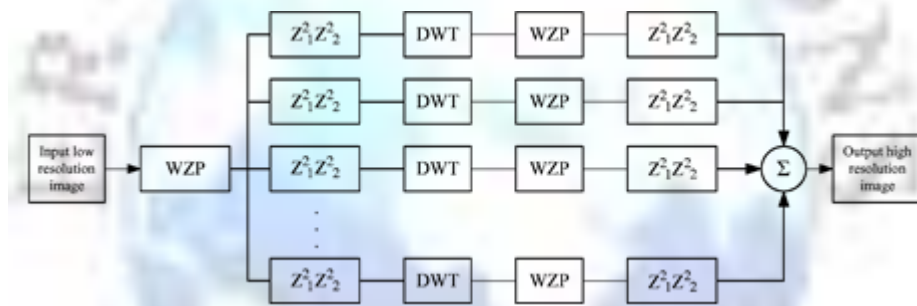 Z²₁Z²₂ DWT WZP Z²₁Z²₂
Z²₁Z²₂ DWT WZP Z²₁Z²₂
Input low
resolution
image
WZP
Z²₁Z²₂ DWT WZP Z²₁Z²₂
Σ
Output high
resolution
image
Z²₁Z²₂ DWT WZP Z²₁Z²₂